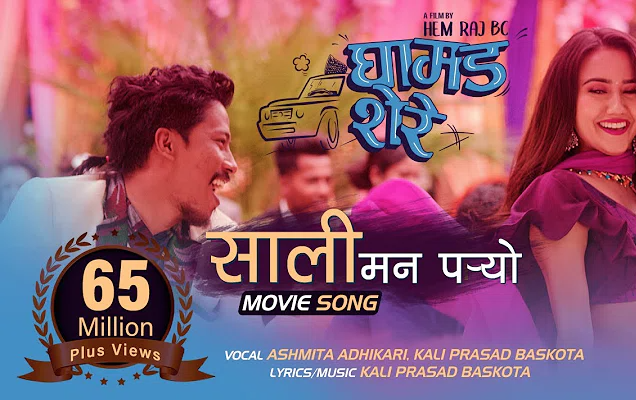 A FILM BY
HEM RAJ BC
घामड
शेरे
साली मन पर्‍यो
MOVIE SONG
65
Million
Plus Views
VOCAL ASHMITA ADHIKARI, KALI PRASAD BASKOTA
LYRICS/MUSIC KALI PRASAD BASKOTA